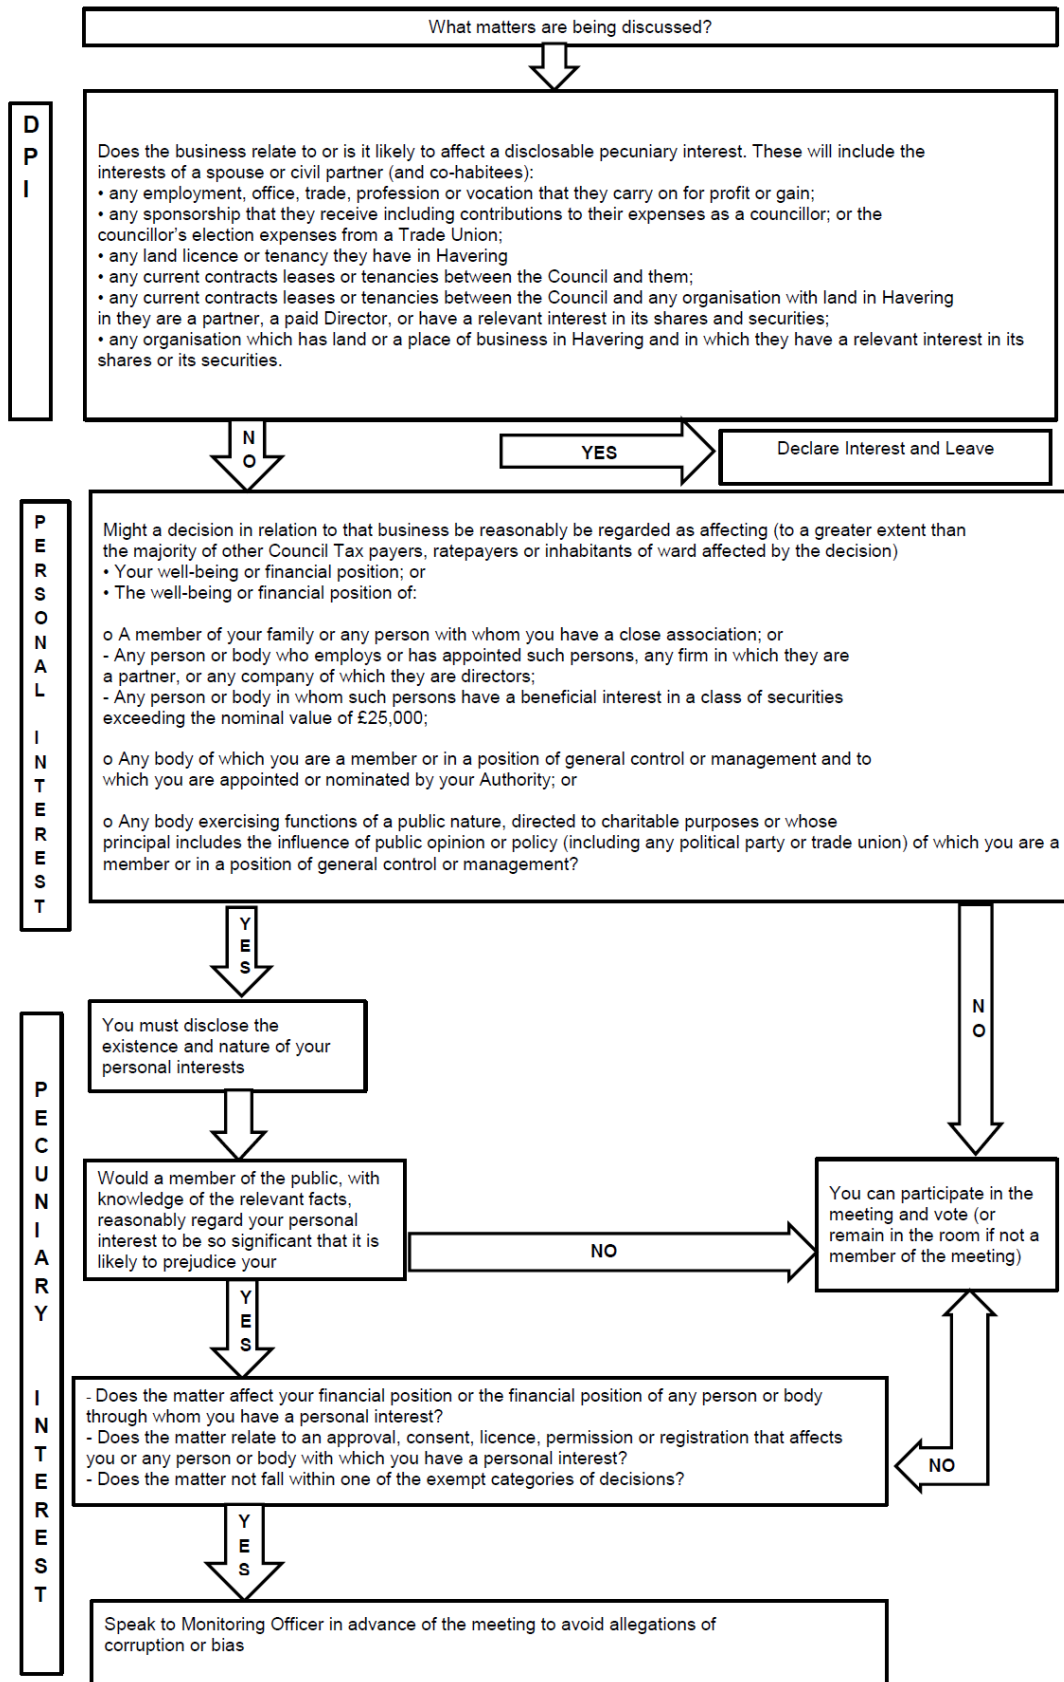 What matters are being discussed?
D
P
I
Does the business relate to or is it likely to affect a disclosable pecuniary interest. These will include the
interests of a spouse or civil partner (and co-habitees):
• any employment, office, trade, profession or vocation that they carry on for profit or gain;
• any sponsorship that they receive including contributions to their expenses as a councillor; or the
councillor's election expenses from a Trade Union;
• any land licence or tenancy they have in Havering
• any current contracts leases or tenancies between the Council and them;
• any current contracts leases or tenancies between the Council and any organisation with land in Havering
in they are a partner, a paid Director, or have a relevant interest in its shares and securities;
• any organisation which has land or a place of business in Havering and in which they have a relevant interest in its
shares or its securities.
N
O
YES
Declare Interest and Leave
P
E
R
S
O
N
A
L
I
N
T
E
R
E
S
T
Might a decision in relation to that business be reasonably be regarded as affecting (to a greater extent than
the majority of other Council Tax payers, ratepayers or inhabitants of ward affected by the decision)
• Your well-being or financial position; or
• The well-being or financial position of:
o A member of your family or any person with whom you have a close association; or
- Any person or body who employs or has appointed such persons, any firm in which they are
a partner, or any company of which they are directors;
- Any person or body in whom such persons have a beneficial interest in a class of securities
exceeding the nominal value of £25,000;
o Any body of which you are a member or in a position of general control or management and to
which you are appointed or nominated by your Authority; or
o Any body exercising functions of a public nature, directed to charitable purposes or whose
principal includes the influence of public opinion or policy (including any political party or trade union) of which you are a
member or in a position of general control or management?
Y
E
S
N
O
P
E
C
U
N
I
A
R
Y
I
N
T
E
R
E
S
T
You must disclose the
existence and nature of your
personal interests
Would a member of the public, with
knowledge of the relevant facts,
reasonably regard your personal
interest to be so significant that it is
likely to prejudice your
NO
You can participate in the
meeting and vote (or
remain in the room if not a
member of the meeting)
Y
E
S
- Does the matter affect your financial position or the financial position of any person or body
through whom you have a personal interest?
- Does the matter relate to an approval, consent, licence, permission or registration that affects
you or any person or body with which you have a personal interest?
- Does the matter not fall within one of the exempt categories of decisions?
NO
Y
E
S
Speak to Monitoring Officer in advance of the meeting to avoid allegations of
corruption or bias